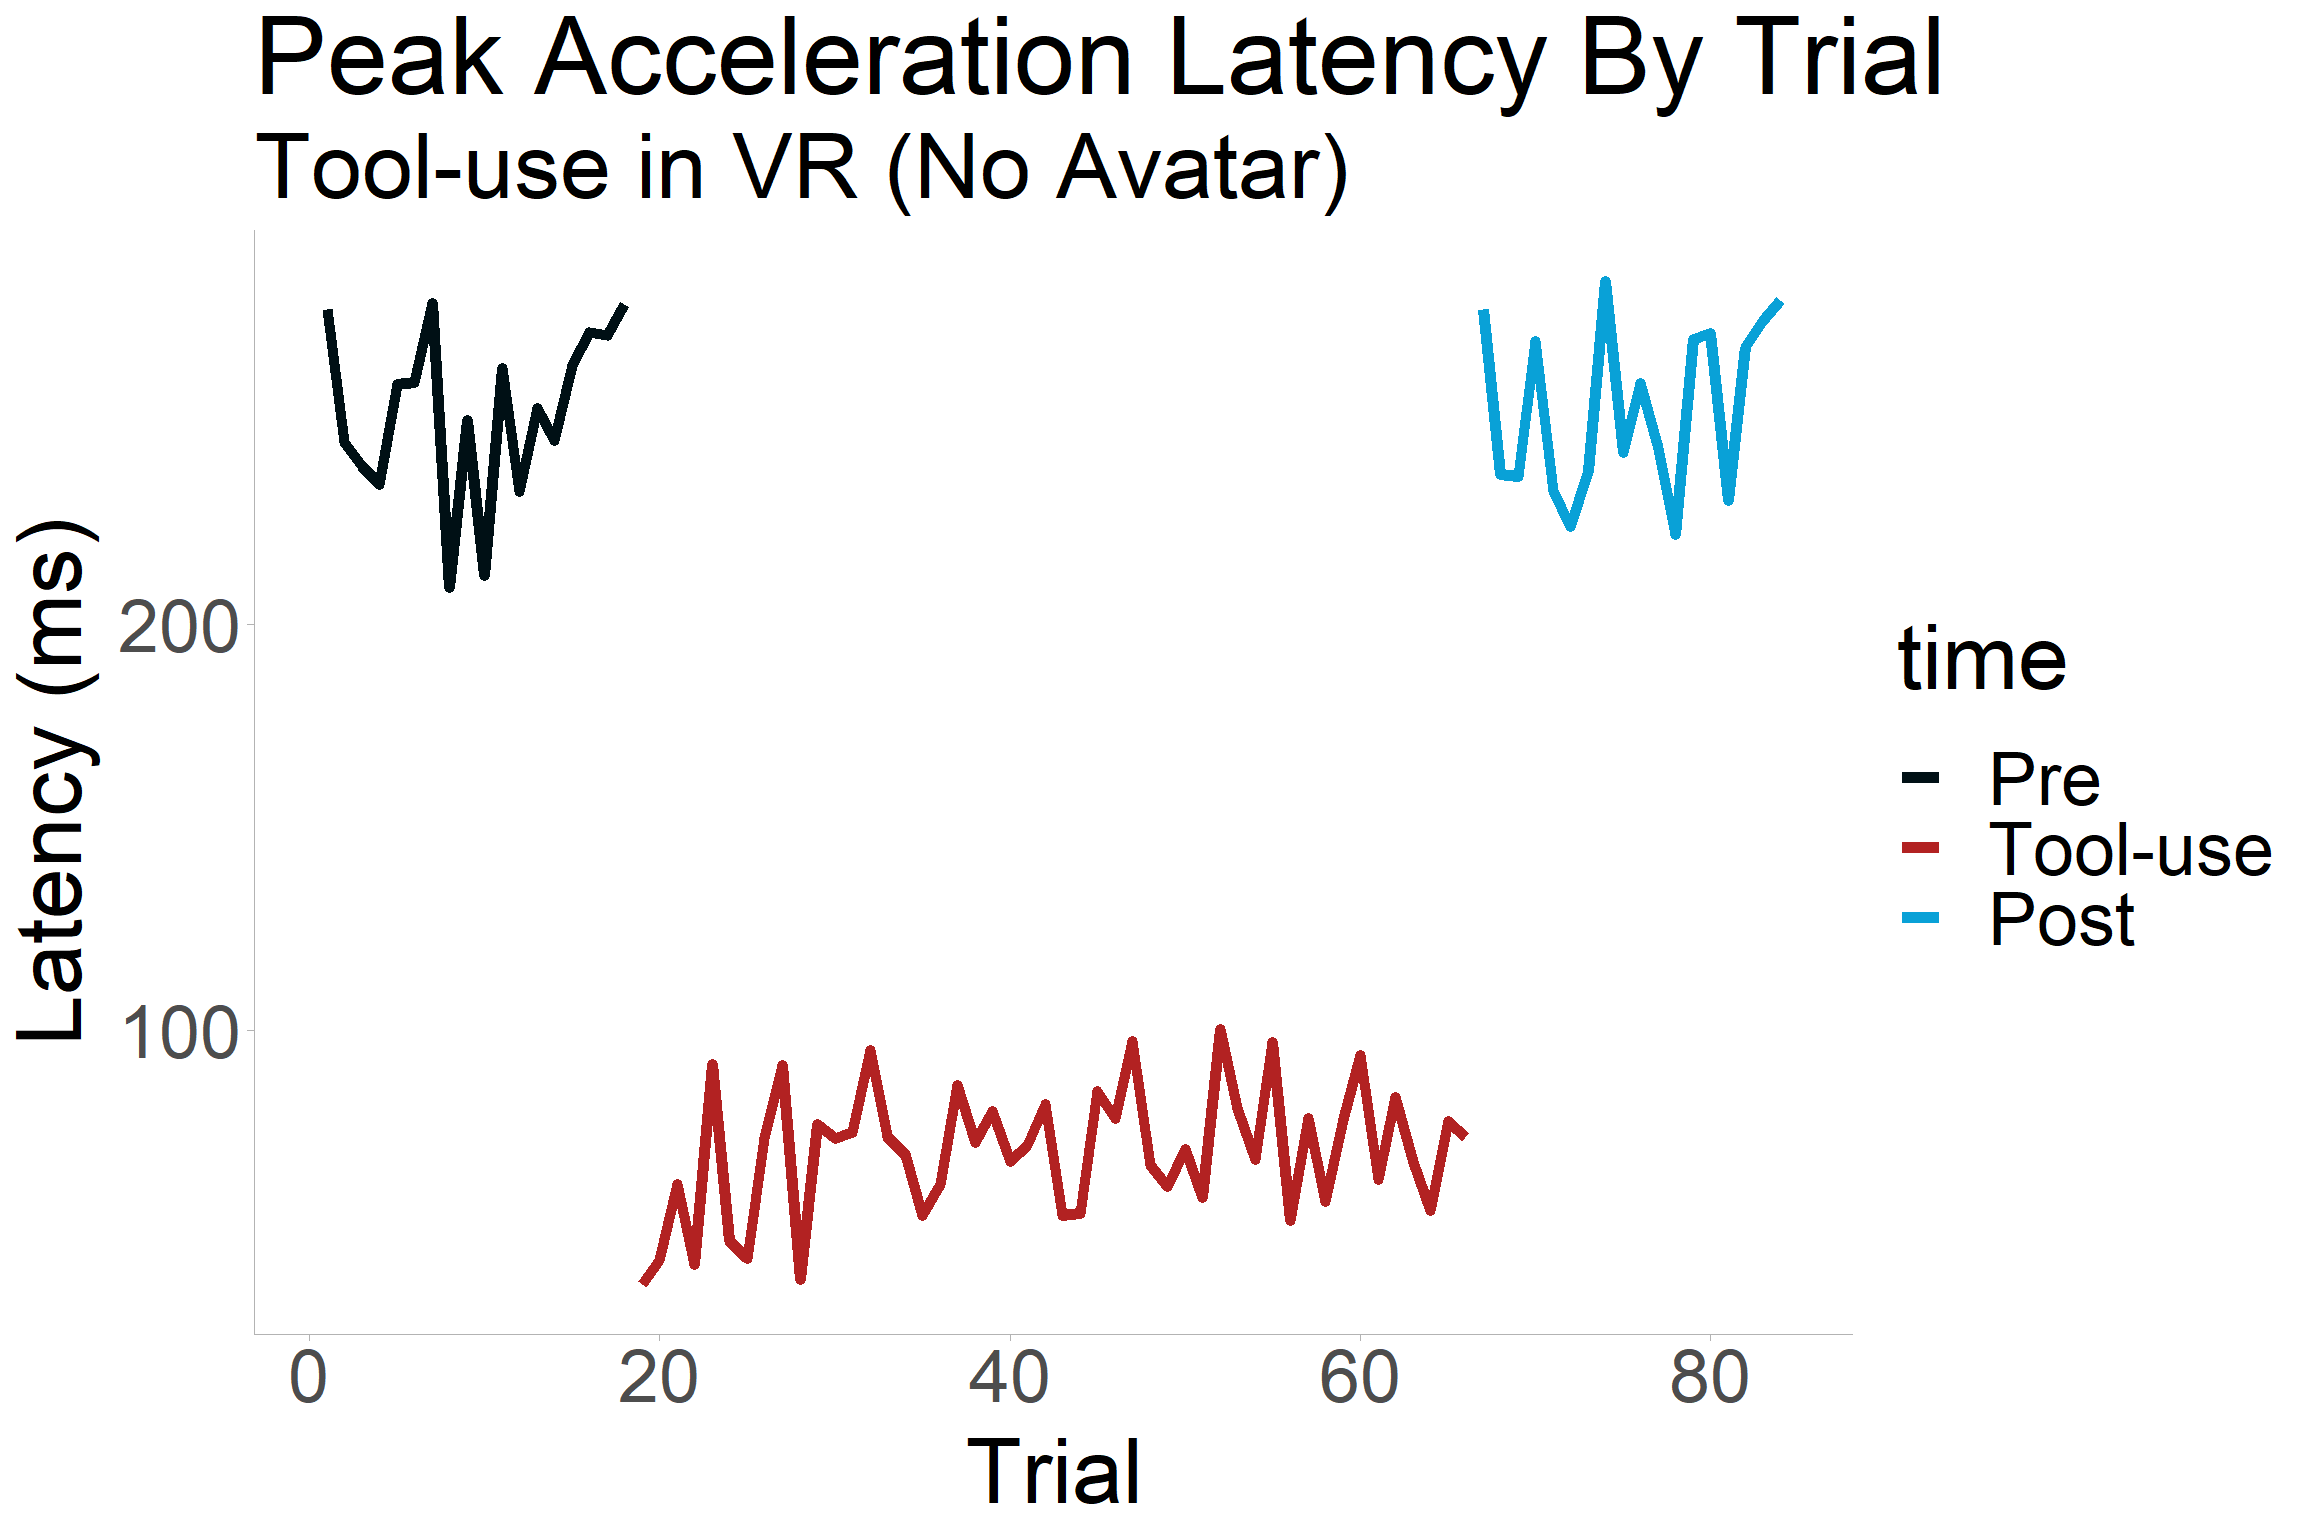 Peak Acceleration Latency By Trial
Tool-use in VR (No Avatar)
Latency (ms)
200
100
0 20 40 60 80
Trial
time
Pre
Tool-use
Post